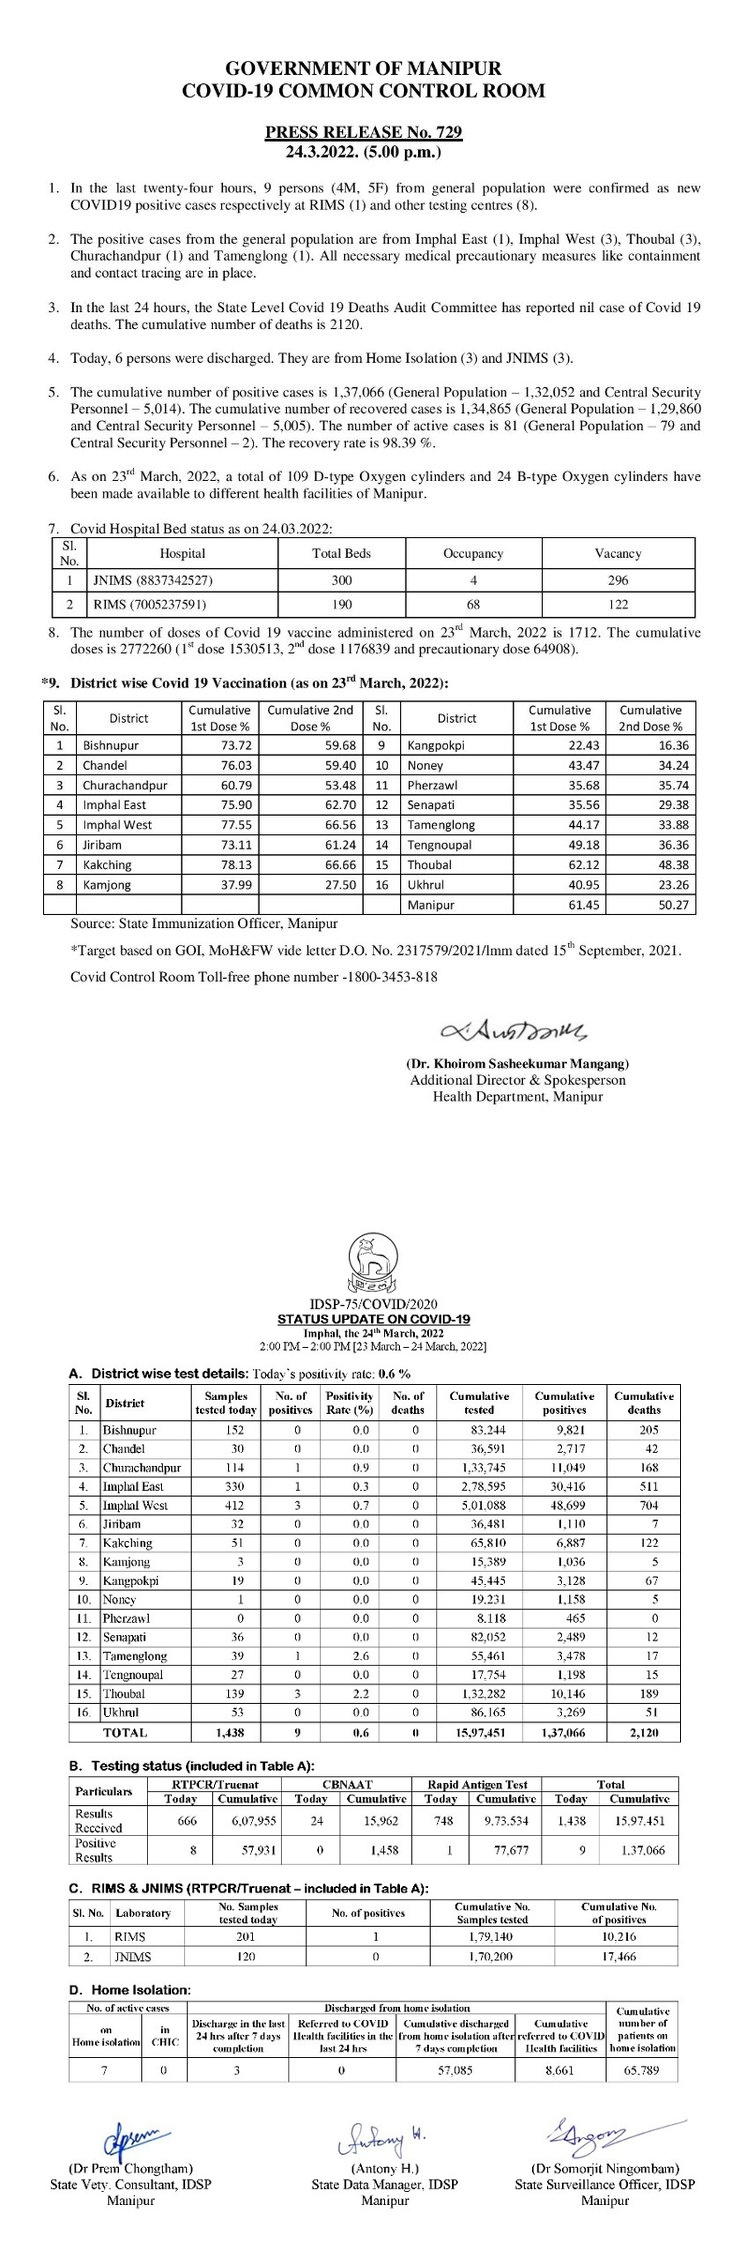 GOVERNMENT OF MANIPUR
COVID-19 COMMON CONTROL ROOM
PRESS RELEASE No. 729
24.3.2022. (5.00 p.m.)
1. In the last twenty-four hours, 9 persons (4M, 5F) from general population were confirmed as new
COVID19 positive cases respectively at RIMS (1) and other testing centres (8).
2. The positive cases from the general population are from Imphal East (1), Imphal West (3), Thoubal (3),
Churachandpur (1) and Tamenglong (1). All necessary medical precautionary measures like containment
and contact tracing are in place.
3. In the last 24 hours, the State Level Covid 19 Deaths Audit Committee has reported nil case of Covid 19
deaths. The cumulative number of deaths is 2120.
4. Today, 6 persons were discharged. They are from Home Isolation (3) and JNIMS (3).
5. The cumulative number of positive cases is 1,37,066 (General Population – 1,32,052 and Central Security
Personnel – 5,014). The cumulative number of recovered cases is 1,34,865 (General Population – 1,29,860
and Central Security Personnel – 5,005). The number of active cases is 81 (General Population – 79 and
Central Security Personnel – 2). The recovery rate is 98.39 %.
6. As on 23rd March, 2022, a total of 109 D-type Oxygen cylinders and 24 B-type Oxygen cylinders have
been made available to different health facilities of Manipur.
7. Covid Hospital Bed status as on 24.03.2022:
Sl. No. Hospital Total Beds Occupancy Vacancy
1 JNIMS (8837342527) 300 4 296
2 RIMS (7005237591) 190 68 122
8. The number of doses of Covid 19 vaccine administered on 23rd March, 2022 is 1712. The cumulative
doses is 2772260 (1st dose 1530513, 2nd dose 1176839 and precautionary dose 64908).
*9. District wise Covid 19 Vaccination (as on 23rd March, 2022):
Sl. No. District Cumulative 1st Dose % Cumulative 2nd Dose % Sl. No. District Cumulative 1st Dose % Cumulative 2nd Dose %
1 Bishnupur 73.72 59.68 9 Kangpokpi 22.43 16.36
2 Chandel 76.03 59.40 10 Noney 43.47 34.24
3 Churachandpur 60.79 53.48 11 Pherzawl 35.68 35.74
4 Imphal East 75.90 62.70 12 Senapati 35.56 29.38
5 Imphal West 77.55 66.56 13 Tamenglong 44.17 33.88
6 Jiribam 73.11 61.24 14 Tengnoupal 49.18 36.36
7 Kakching 78.13 66.66 15 Thoubal 62.12 48.38
8 Kamjong 37.99 27.50 16 Ukhrul 40.95 23.26
Manipur 61.45 50.27
Source: State Immunization Officer, Manipur
*Target based on GOI, MoH&FW vide letter D.O. No. 2317579/2021/Imm dated 15th September, 2021.
Covid Control Room Toll-free phone number -1800-3453-818
(Dr. Khoirom Sasheekumar Mangang)
Additional Director & Spokesperson
Health Department, Manipur
IDSP-75/COVID/2020
STATUS UPDATE ON COVID-19
Imphal, the 24th March, 2022
2:00 PM – 2:00 PM [23 March – 24 March, 2022]
A. District wise test details: Today's positivity rate: 0.6 %
Sl. No. District Samples tested today No. of positives Positivity Rate (%) No. of deaths Cumulative tested Cumulative positives Cumulative deaths
1. Bishnupur 152 0 0.0 0 83,244 9,821 205
2. Chandel 30 0 0.0 0 36,591 2,717 42
3. Churachandpur 114 1 0.9 0 1,33,745 11,049 168
4. Imphal East 330 1 0.3 0 2,78,595 30,416 511
5. Imphal West 412 3 0.7 0 5,01,088 48,699 704
6. Jiribam 32 0 0.0 0 36,481 1,110 7
7. Kakching 51 0 0.0 0 65,810 6,887 122
8. Kamjong 3 0 0.0 0 15,389 1,036 5
9. Kangpokpi 19 0 0.0 0 45,445 3,128 67
10. Noney 1 0 0.0 0 19,231 1,158 5
11. Pherzawl 0 0 0.0 0 8,118 465 0
12. Senapati 36 0 0.0 0 82,052 2,489 12
13. Tamenglong 39 1 2.6 0 55,461 3,478 17
14. Tengnoupal 27 0 0.0 0 17,754 1,198 15
15. Thoubal 139 3 2.2 0 1,32,282 10,146 189
16. Ukhrul 53 0 0.0 0 86,165 3,269 51
TOTAL 1,438 9 0.6 0 15,97,451 1,37,066 2,120
B. Testing status (included in Table A):
Particulars RTPCR/Truenat CBNAAT Rapid Antigen Test Total
Today Cumulative Today Cumulative Today Cumulative Today Cumulative
Results Received 666 6,07,955 24 15,962 748 9,73,534 1,438 15,97,451
Positive Results 8 57,931 0 1,458 1 77,677 9 1,37,066
C. RIMS & JNIMS (RTPCR/Truenat – included in Table A):
Sl. No. Laboratory No. Samples tested today No. of positives Cumulative No. Samples tested Cumulative No. of positives
1. RIMS 201 1 1,79,140 10,216
2. JNIMS 120 0 1,70,200 17,466
D. Home Isolation:
No. of active cases Discharged from home isolation Cumulative number of patients on home isolation
on Home isolation in CHIC Discharge in the last 24 hrs after 7 days completion Referred to COVID Health facilities in the last 24 hrs Cumulative discharged from home isolation after 7 days completion Cumulative referred to COVID Health facilities
7 0 3 0 57,085 8,661 65,789
Antony H.
(Dr Prem Chongtham) (Antony H.) (Dr Somorjit Ningombam)
State Vety. Consultant, IDSP State Data Manager, IDSP State Surveillance Officer, IDSP
Manipur Manipur Manipur